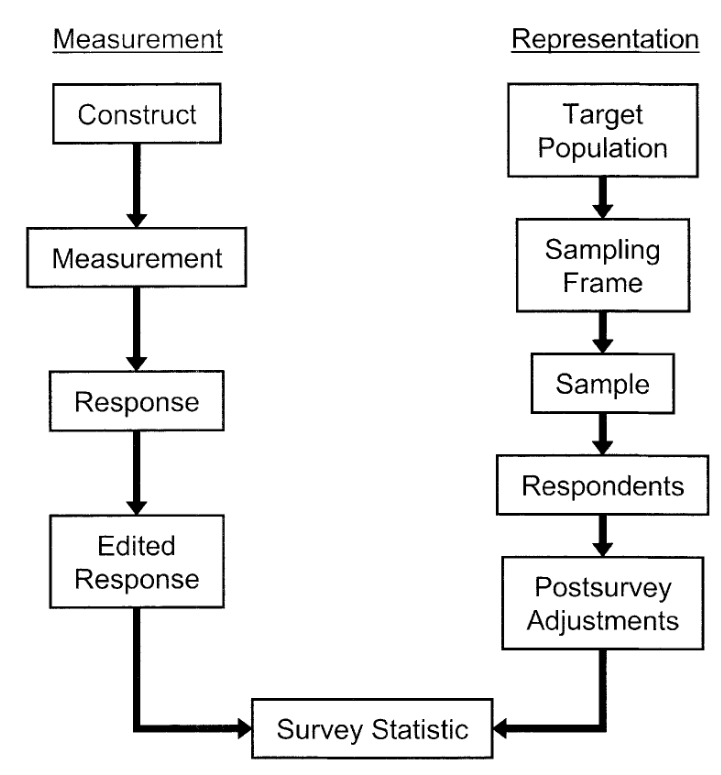 Measurement
Representation
Construct
Target
Population
Measurement
Sampling
Frame
Response
Sample
Respondents
Edited
Response
Postsurvey
Adjustments
Survey Statistic